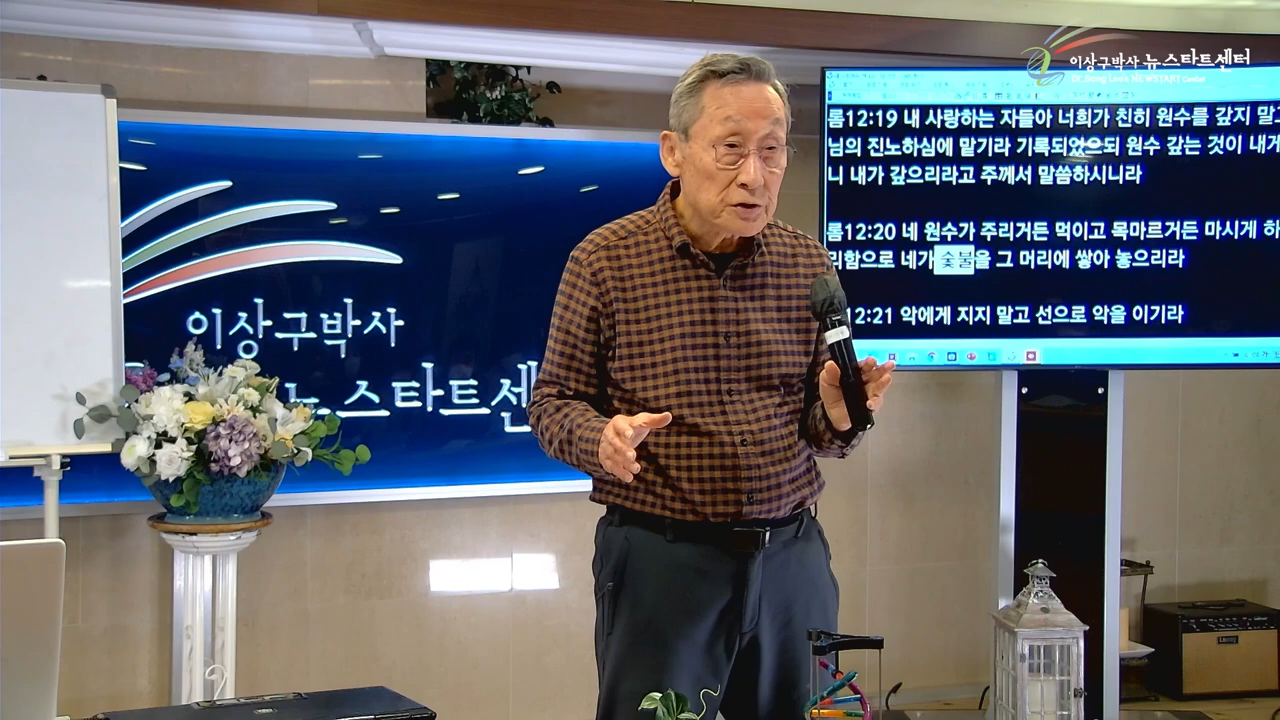 이상구박사 뉴스타트센터
Dr. Sang Lee's NEWSTART Center
롬12:19 내 사랑하는 자들아 너희가 친히 원수를 갚지 말고
님의 진노하심에 맡기라 기록되었으되 원수 갚는 것이 내게
니 내가 갚으리라고 주께서 말씀하시니라
롬12:20 네 원수가 주리거든 먹이고 목마르거든 마시게 하
리함으로 네가 숯불을 그 머리에 쌓아 놓으리라
12:21 악에게 지지 말고 선으로 악을 이기라
이상구박사
뉴스타트센